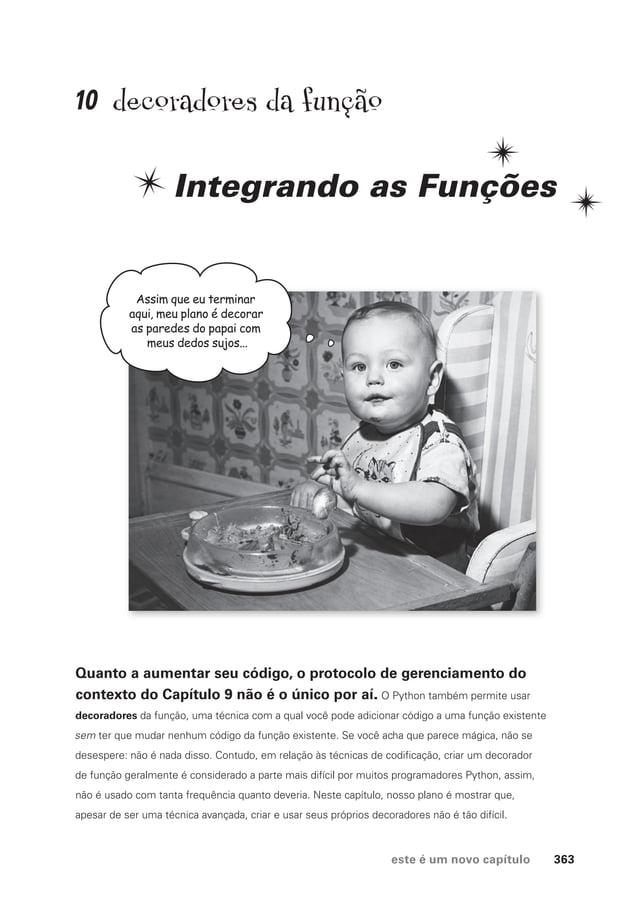 10 decoradores da função
Integrando as Funções
Assim que eu terminar
aqui, meu plano é decorar
as paredes do papai com
meus dedos sujos...
Quanto a aumentar seu código, o protocolo de gerenciamento do
contexto do Capítulo 9 não é o único por aí. O Python também permite usar
decoradores da função, uma técnica com a qual você pode adicionar código a uma função existente
sem ter que mudar nenhum código da função existente. Se você acha que parece mágica, não se
desespere: não é nada disso. Contudo, em relação às técnicas de codificação, criar um decorador
de função geralmente é considerado a parte mais difícil por muitos programadores Python, assim,
não é usado com tanta frequência quanto deveria. Neste capítulo, nosso plano é mostrar que,
apesar de ser uma técnica avançada, criar e usar seus próprios decoradores não é tão difícil.
este é um novo capítulo 363